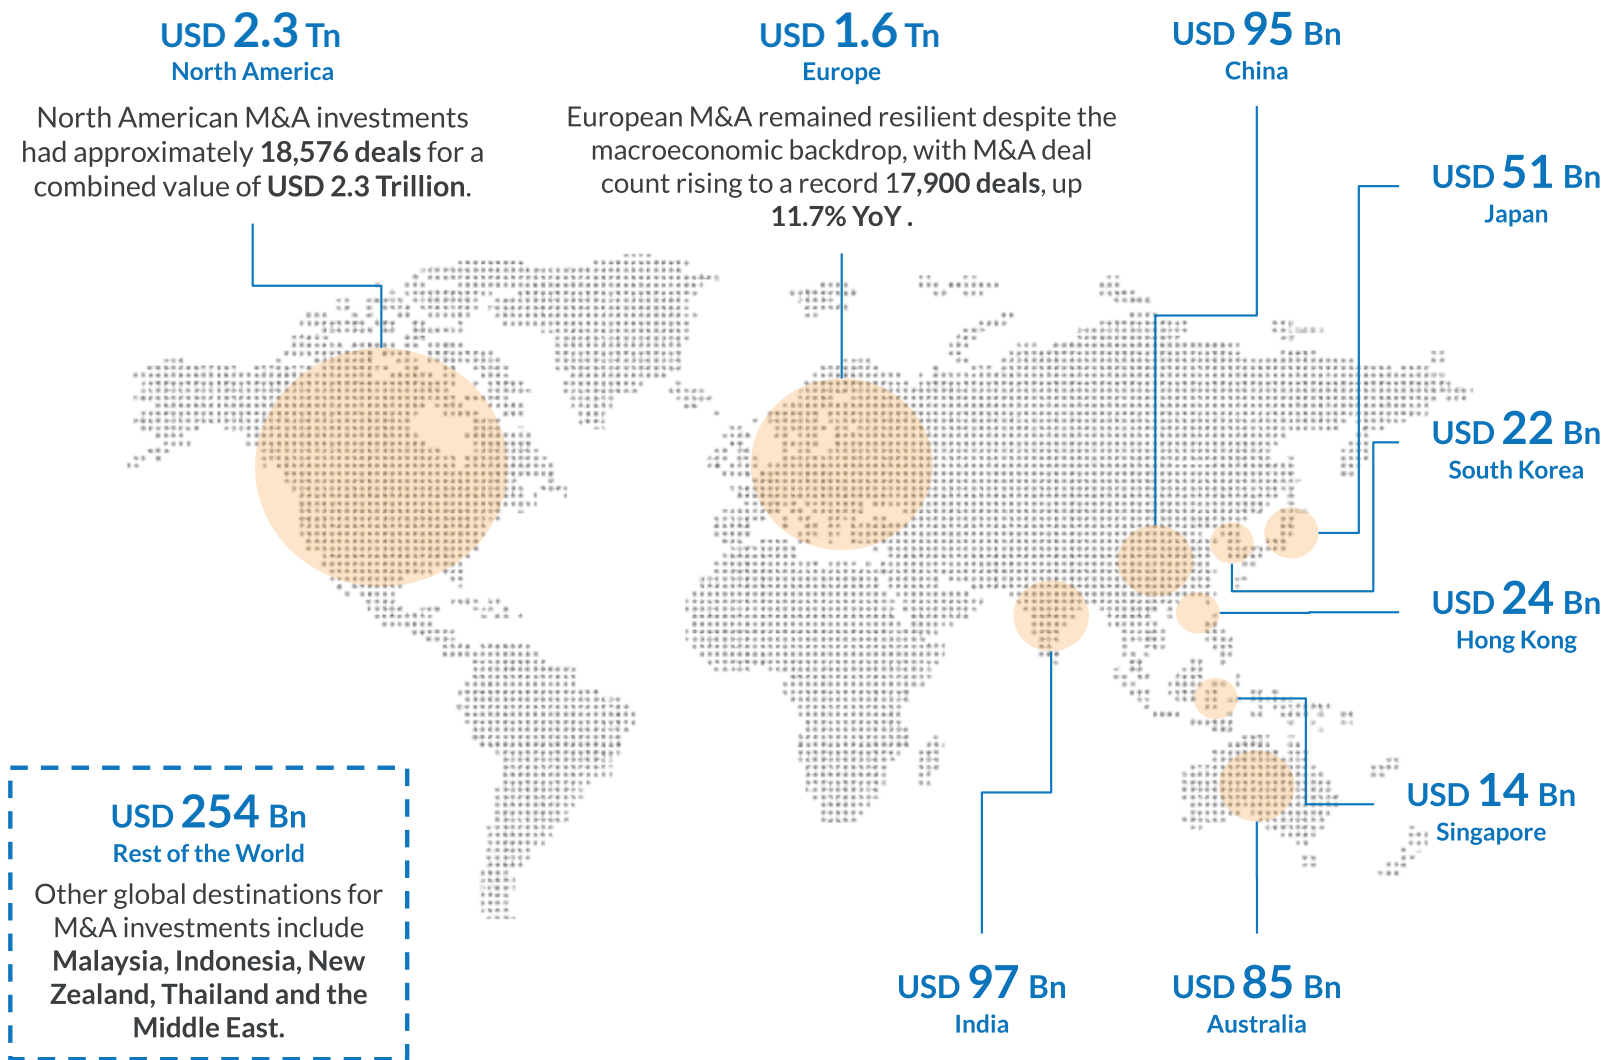 USD 2.3 Tn
North America
North American M&A investments
had approximately 18,576 deals for a
combined value of USD 2.3 Trillion.
USD 1.6 Tn
Europe
European M&A remained resilient despite the
macroeconomic backdrop, with M&A deal
count rising to a record 17,900 deals, up
11.7% YoY .
USD 95 Bn
China
USD 51 Bn
Japan
USD 22 Bn
South Korea
USD 24 Bn
Hong Kong
USD 14 Bn
Singapore
USD 254 Bn
Rest of the World
Other global destinations for
M&A investments include
Malaysia, Indonesia, New
Zealand, Thailand and the
Middle East.
USD 97 Bn
India
USD 85 Bn
Australia